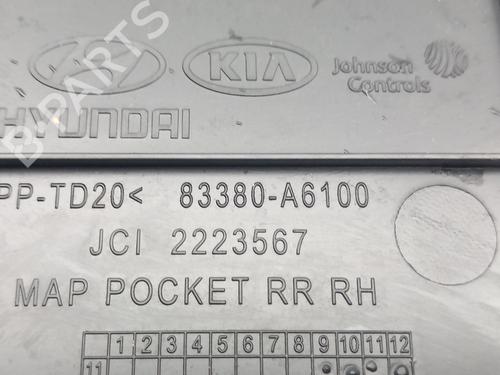 KIA
Johnson Controls
HYUNDAI
B-PARTS
PP-TD20< 83380-A6100
JCI 2223567
MAP POCKET RR RH
1 2 3 4 5 6 7 8 9 10 11 12
11